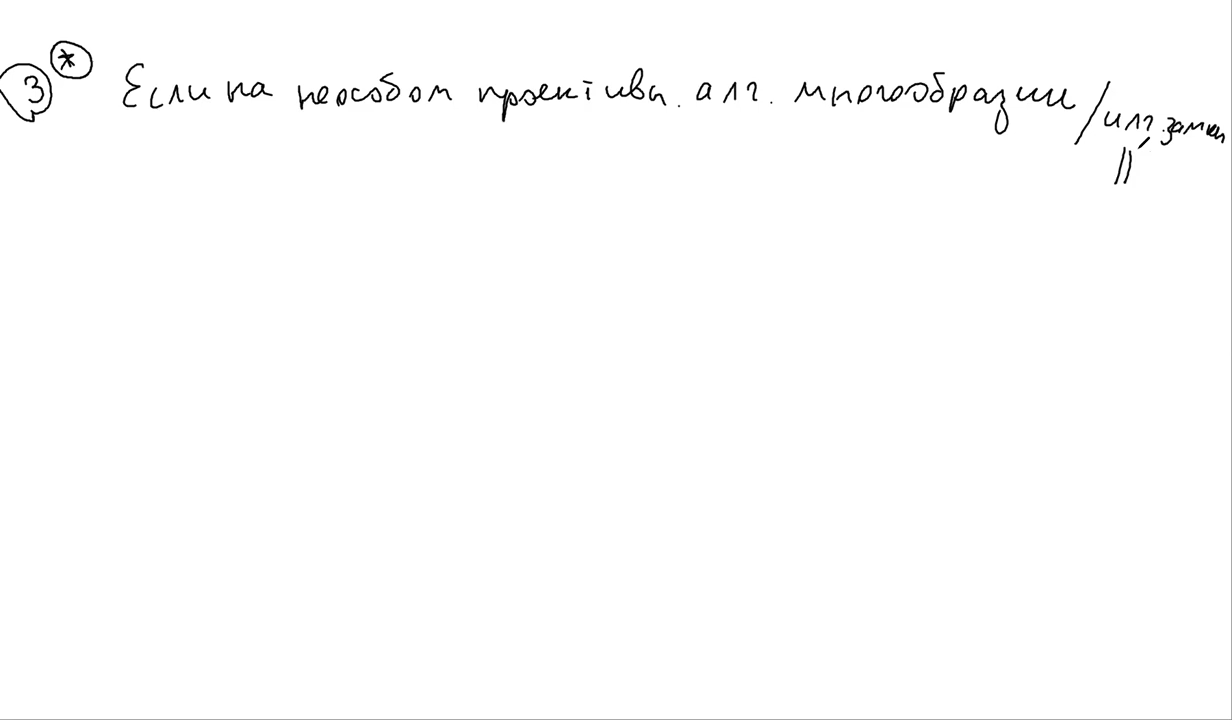 3* Если на неособом проективн. алг. многообразии / алг. замкн
||